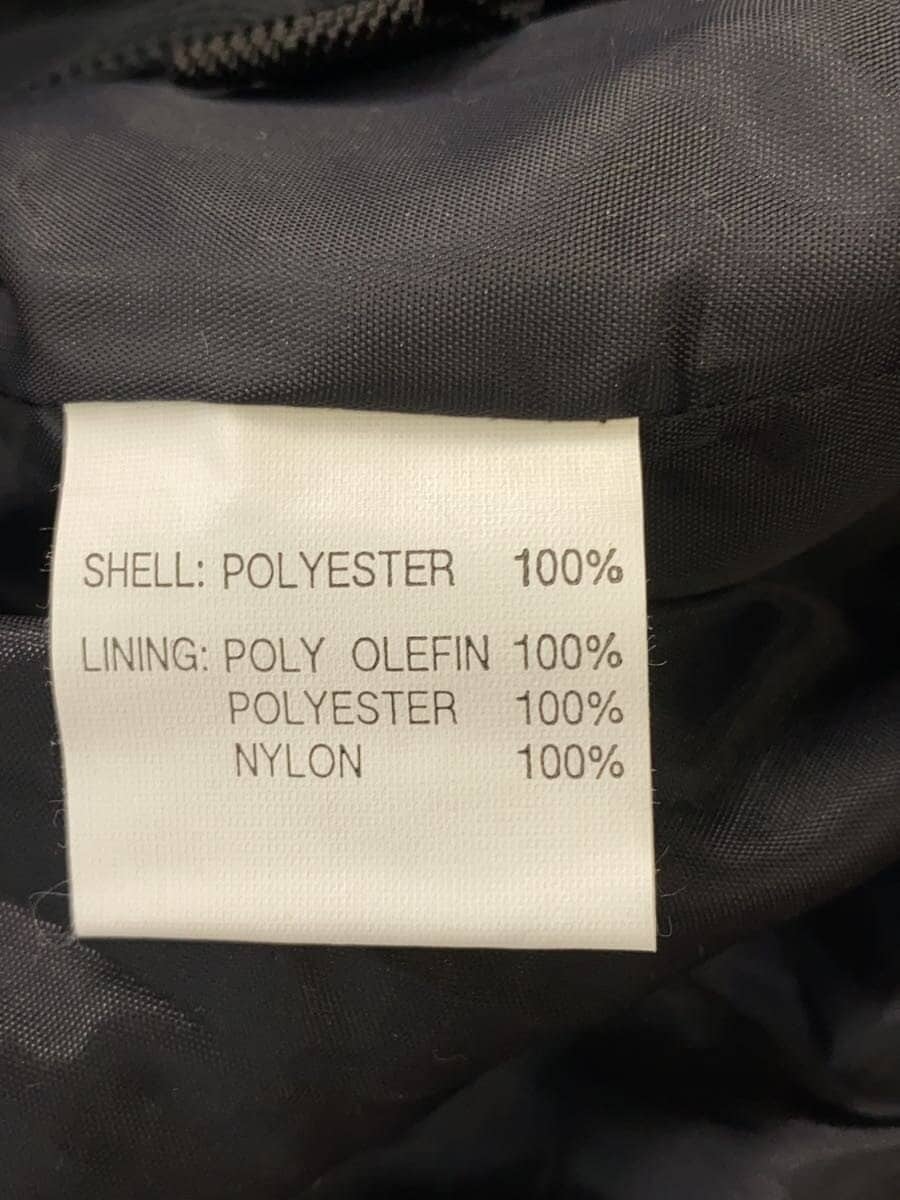 SHELL: POLYESTER 100%
LINING: POLY OLEFIN 100%
POLYESTER 100%
NYLON 100%